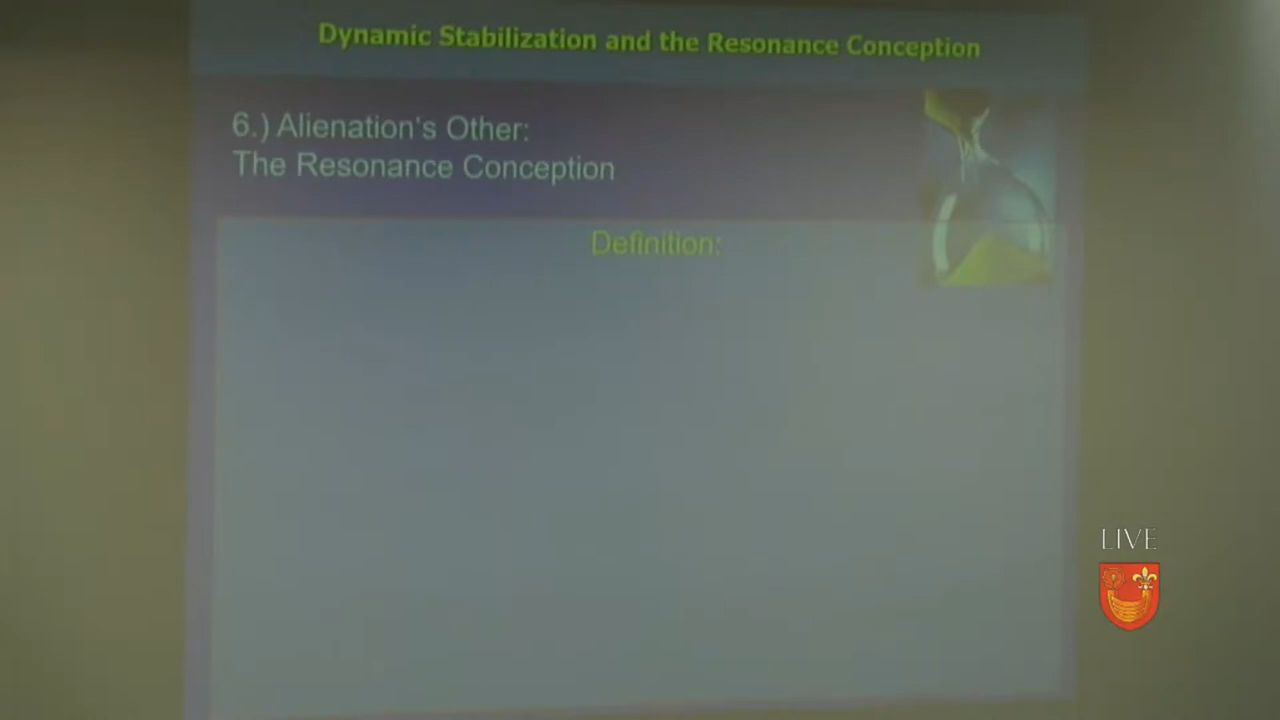 Dynamic Stabilization and the Resonance Conception
6.) Alienation's Other:
The Resonance Conception
Definition:
LIVE